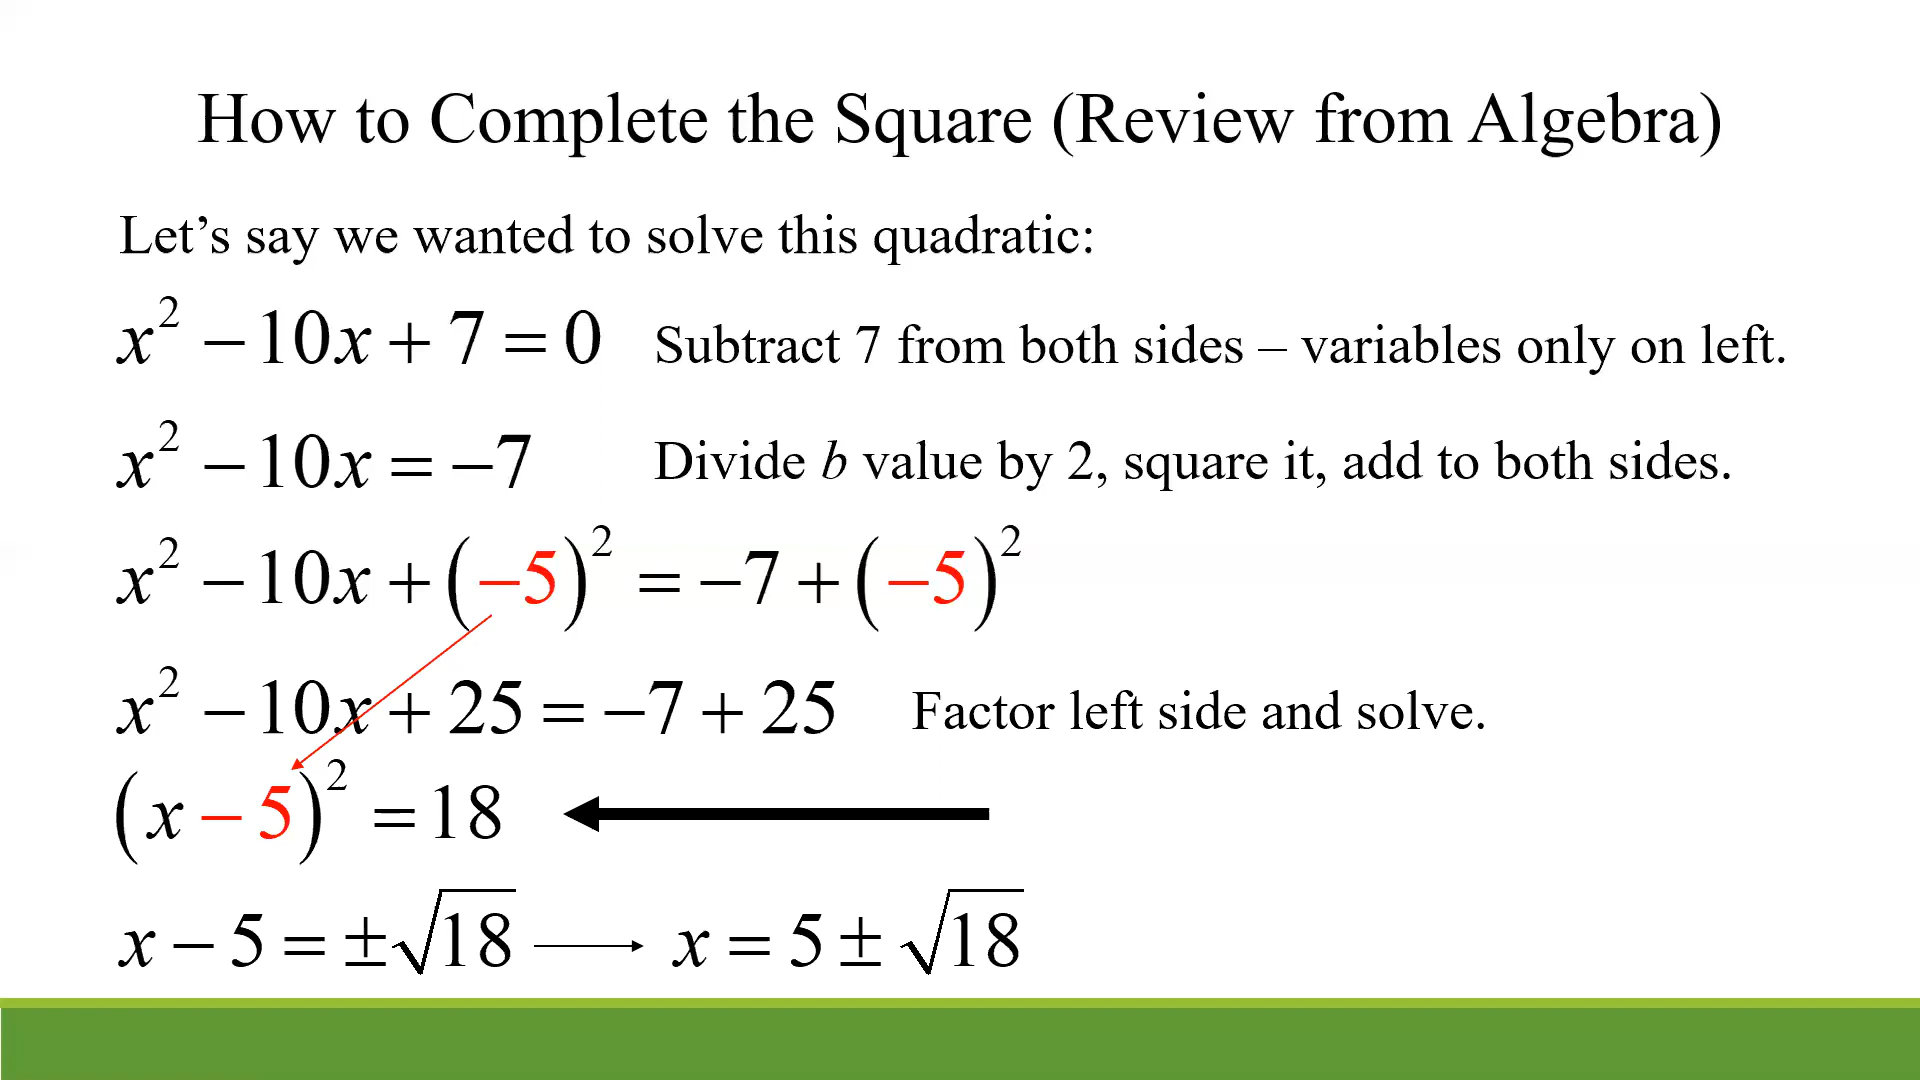 How to Complete the Square (Review from Algebra)
Let’s say we wanted to solve this quadratic:
x² − 10x + 7 = 0 Subtract 7 from both sides – variables only on left.
x² − 10x = −7 Divide b value by 2, square it, add to both sides.
x² − 10x + (−5)² = −7 + (−5)²
x² − 10x + 25 = −7 + 25 Factor left side and solve.
(x − 5)² = 18
x − 5 = ±√18 → x = 5 ± √18